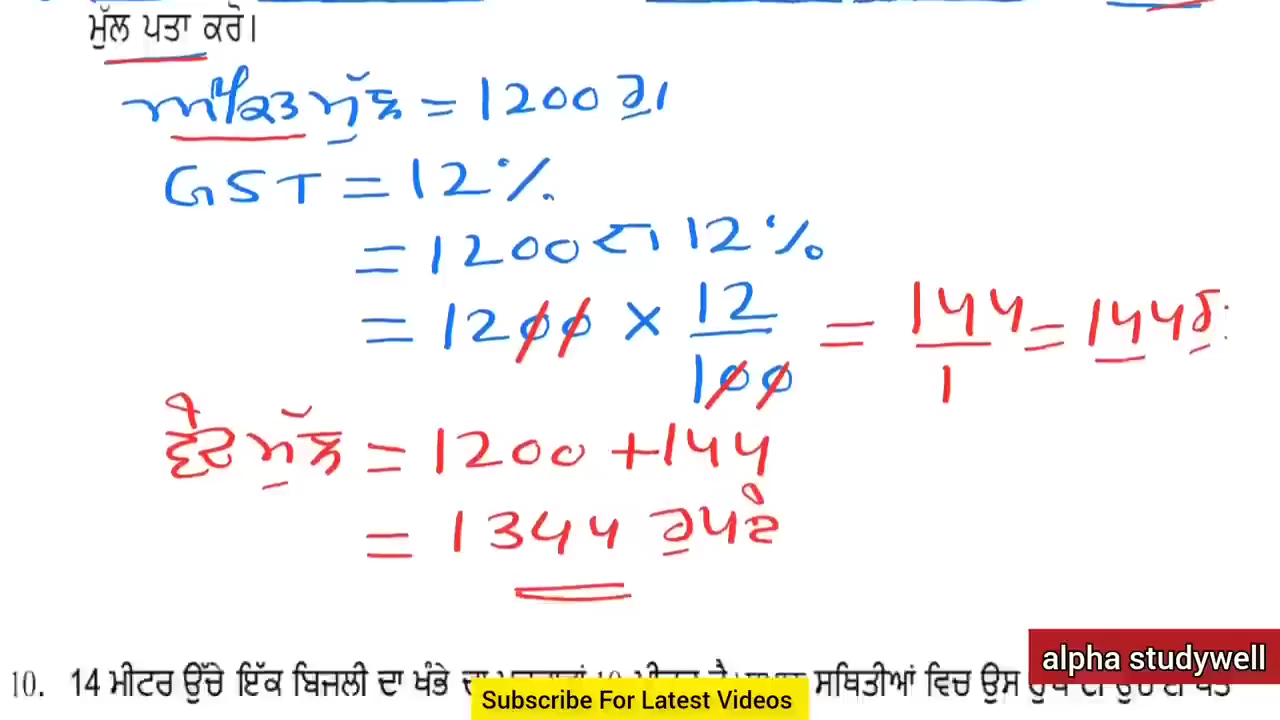 ਮੁੱਲ ਪਤਾ ਕਰੋ।
ਅੰਕਿਤ ਮੁੱਲ = 1200 ਰੁ
GST = 12%
= 1200 ਦਾ 12%
= 1200 × 12/100 = 144/1 = 144 ਰੁ:
ਵੇਚ ਮੁੱਲ = 1200 + 144
= 1344 ਰੁਪਏ
alpha studywell
10. 14 ਮੀਟਰ ਉੱਚੇ ਇੱਕ ਬਿਜਲੀ ਦਾ ਖੰਭੇ ਦਾ ਸਥਿਤੀਆਂ ਵਿਚ ਉਸ
Subscribe For Latest Videos